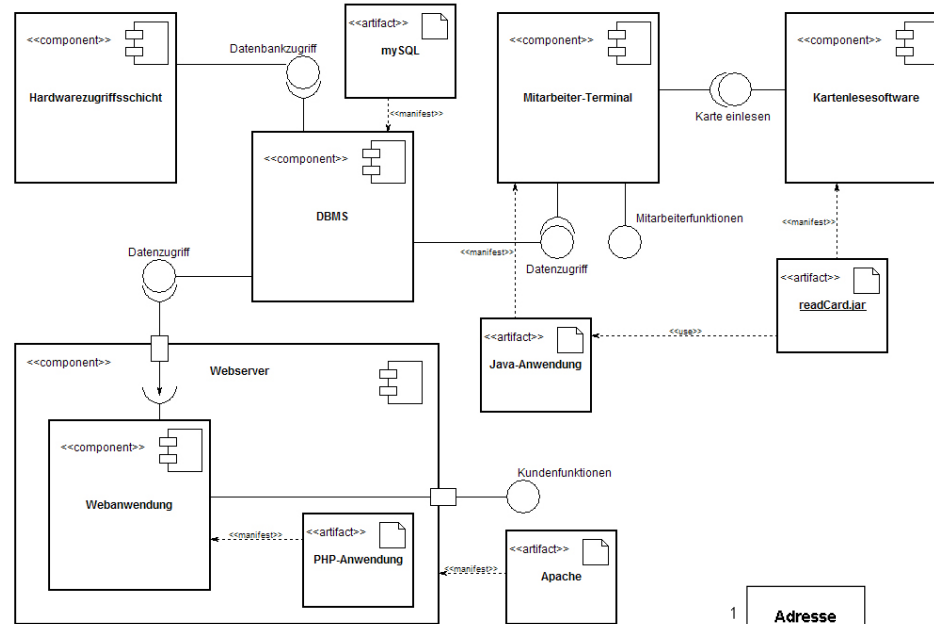 <<component>>
Hardwarezugriffsschicht
Datenbankzugriff
<<artifact>>
mySQL
<<manifest>>
<<component>>
Mitarbeiter-Terminal
Karte einlesen
<<component>>
Kartenlesesoftware
<<component>>
DBMS
Datenzugriff
<<manifest>>
Datenzugriff
Mitarbeiterfunktionen
<<manifest>>
<<artifact>>
readCard.jar
<<use>>
<<artifact>>
Java-Anwendung
<<component>>
Webserver
<<component>>
Webanwendung
Kundenfunktionen
<<manifest>>
<<artifact>>
PHP-Anwendung
<<manifest>>
<<artifact>>
Apache
1
Adresse